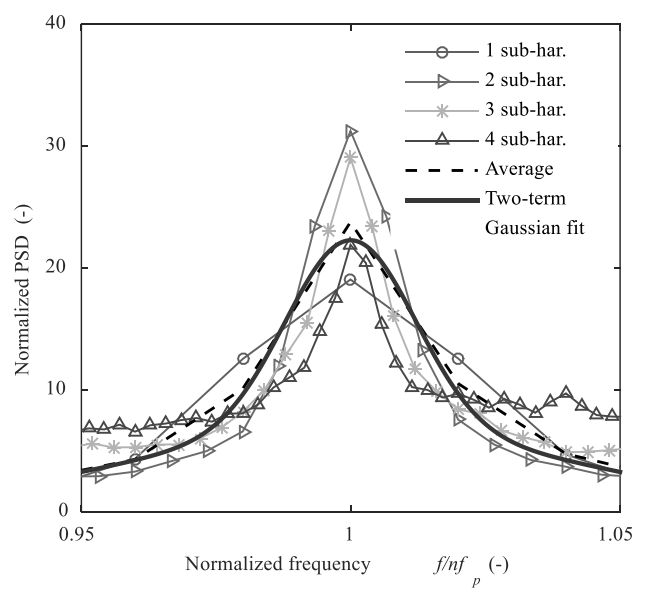 40
30
20
10
0
0.95
1
1.05
Normalized PSD (-)
Normalized frequency f/nf p (-)
1 sub-har.
2 sub-har.
3 sub-har.
4 sub-har.
Average
Two-term
Gaussian fit